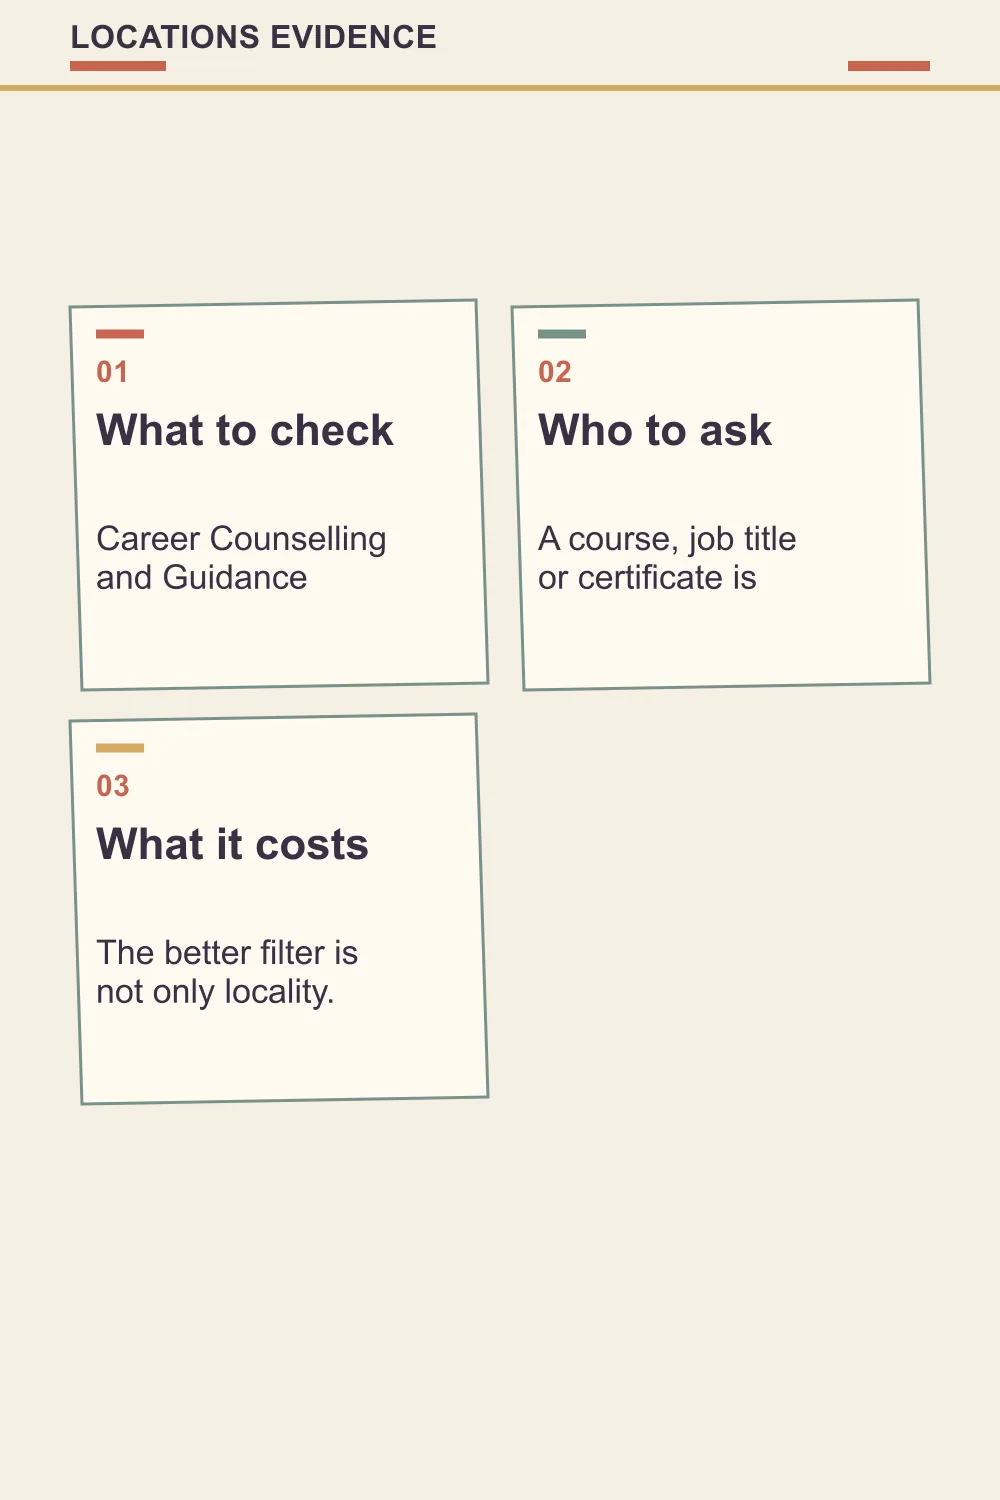 LOCATIONS EVIDENCE
01
What to check
Career Counselling
and Guidance
02
Who to ask
A course, job title
or certificate is
03
What it costs
The better filter is
not only locality.